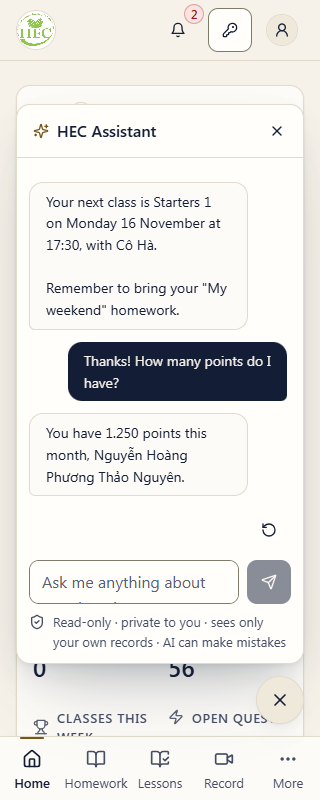 HEC
2
HEC Assistant
Your next class is Starters 1
on Monday 16 November at
17:30, with Cô Hà.
Remember to bring your "My
weekend" homework.
Thanks! How many points do I
have?
You have 1.250 points this
month, Nguyễn Hoàng
Phương Thảo Nguyên.
Ask me anything about
Read-only · private to you · sees only
your own records · AI can make mistakes
0
56
CLASSES THIS
WEEK
OPEN QUES
Home
Homework
Lessons
Record
More